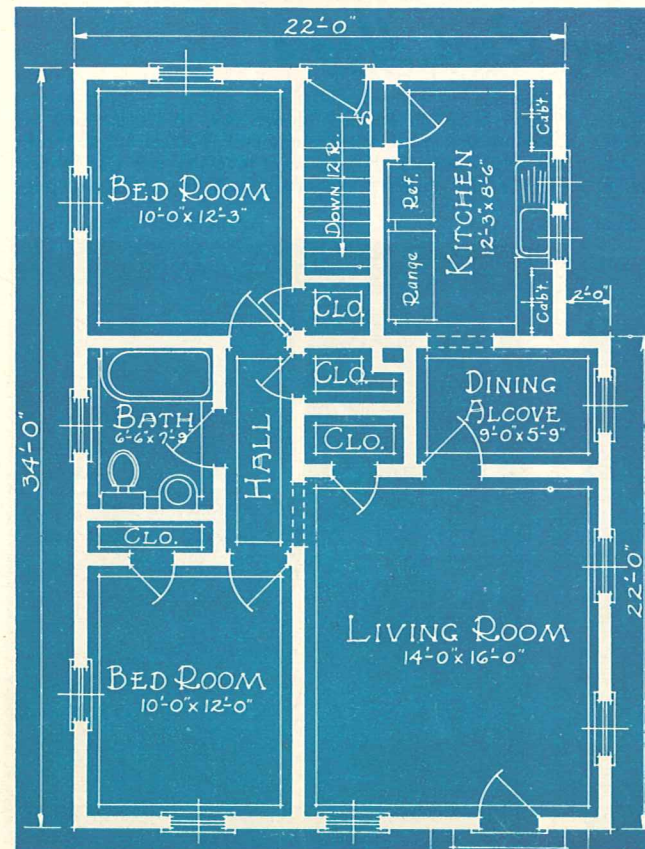 22'-0"
BED ROOM
10'-0" x 12'-3"
DOWN 12 R.
Ref.
Range
KITCHEN
12'-3" x 8'-6"
Cab't.
Cab't.
2'-0"
CLO.
CLO.
CLO.
DINING
ALCOVE
9'-0" x 5'-9"
BATH
6'-6" x 7'-9
HALL
34'-0"
CLO.
22'-0"
LIVING ROOM
14'-0" x 16'-0"
BED ROOM
10'-0" x 12'-0"